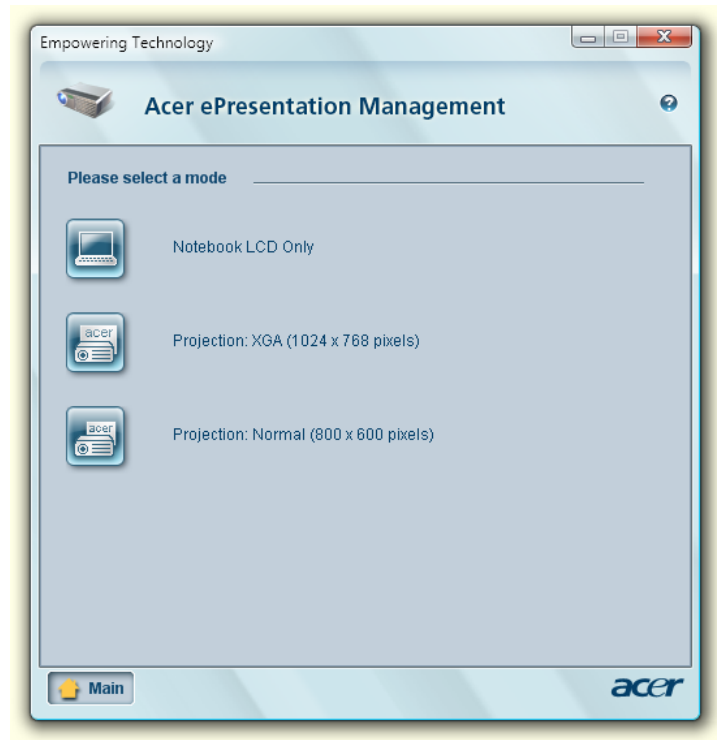 Empowering Technology
Acer ePresentation Management
Please select a mode
Notebook LCD Only
acer
Projection: XGA (1024 x 768 pixels)
acer
Projection: Normal (800 x 600 pixels)
Main
acer